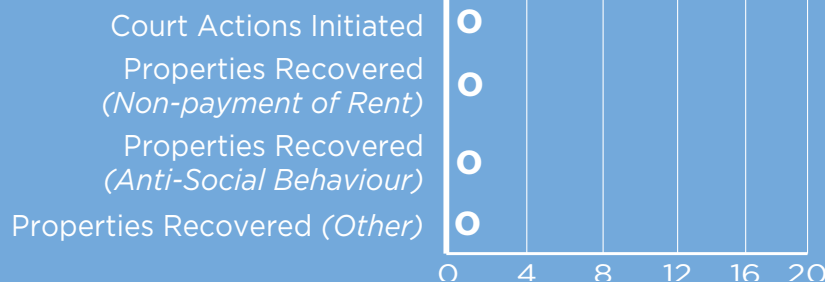 Court Actions Initiated 0
Properties Recovered
(Non-payment of Rent) 0
Properties Recovered
(Anti-Social Behaviour) 0
Properties Recovered (Other) 0
0 4 8 12 16 20